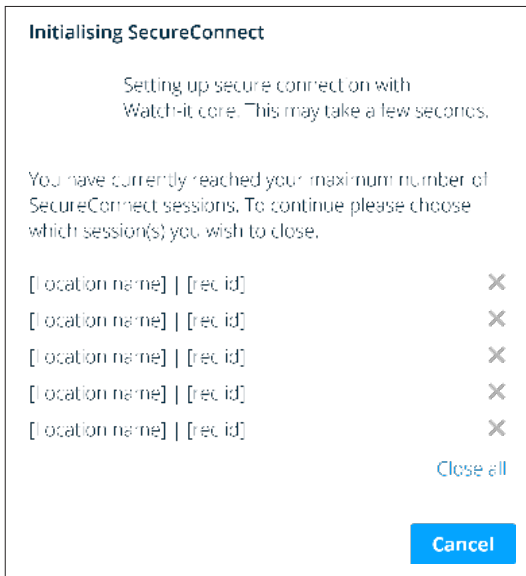 Initialising SecureConnect
Setting up secure connection with
Watch-it core. This may take a few seconds.
You have currently reached your maximum number of
SecureConnect sessions. To continue please choose
which session(s) you wish to close.
[Location name] | [rec id]
[Location name] | [rec id]
[Location name] | [rec id]
[Location name] | [rec id]
[Location name] | [rec id]
Close all
Cancel